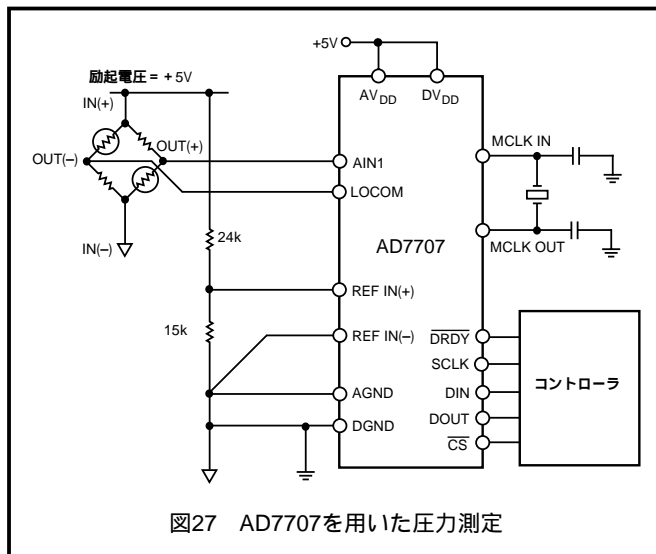 +5V
励起電圧 = +5V
IN(+)
OUT(+)
OUT(–)
IN(–)
24k
15k
AVDD
DVDD
AIN1
LOCOM
REF IN(+)
REF IN(–)
AGND
DGND
AD7707
MCLK IN
MCLK OUT
DRDY
SCLK
DIN
DOUT
CS
コントローラ
図27 AD7707を用いた圧力測定